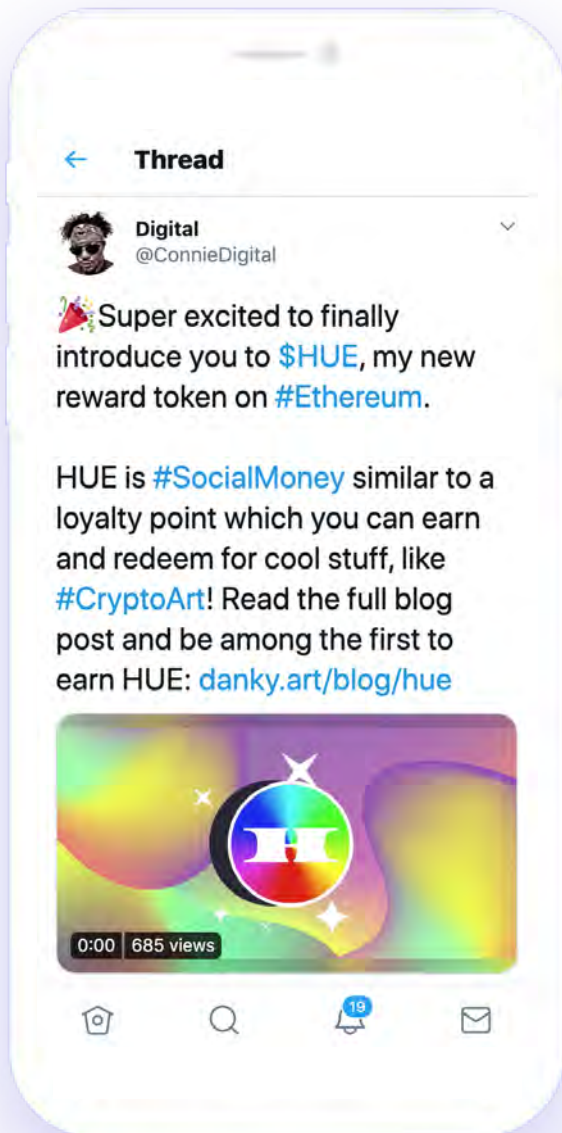 Thread
Digital
@ConnieDigital
🎉Super excited to finally
introduce you to $HUE, my new
reward token on #Ethereum.
HUE is #SocialMoney similar to a
loyalty point which you can earn
and redeem for cool stuff, like
#CryptoArt! Read the full blog
post and be among the first to
earn HUE: danky.art/blog/hue
H
0:00 685 views
19